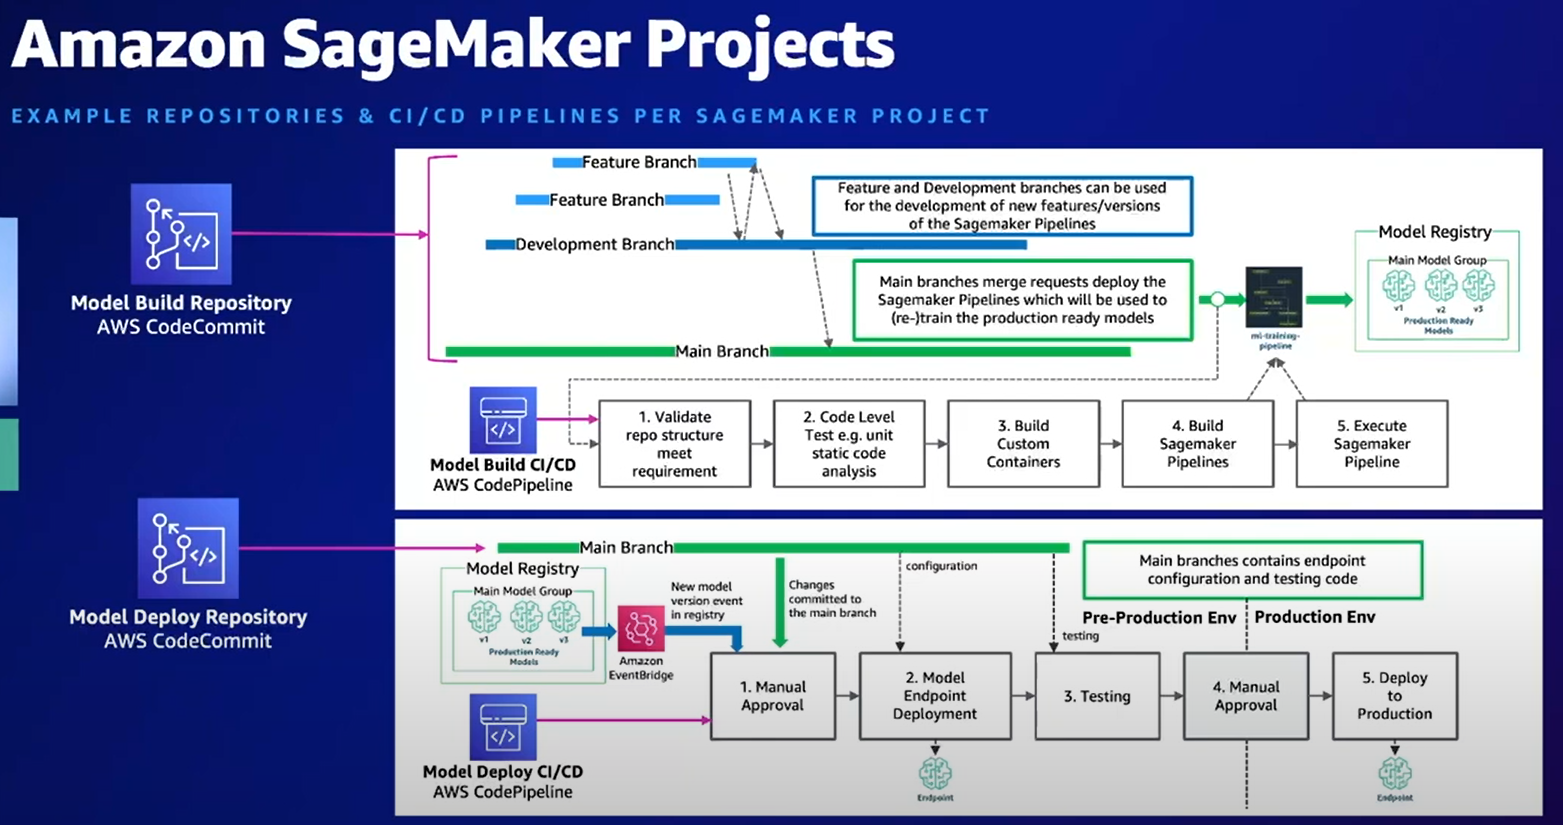 Amazon SageMaker Projects
EXAMPLE REPOSITORIES & CI/CD PIPELINES PER SAGEMAKER PROJECT
Model Build Repository
AWS CodeCommit
Feature Branch
Feature Branch
Development Branch
Main Branch
Feature and Development branches can be used
for the development of new features/versions
of the Sagemaker Pipelines
Main branches merge requests deploy the
Sagemaker Pipelines which will be used to
(re-)train the production ready models
ml-training-
pipeline
Model Registry
Main Model Group
v1
v2
v3
Production Ready
Models
Model Build CI/CD
AWS CodePipeline
1. Validate
repo structure
meet
requirement
2. Code Level
Test e.g. unit
static code
analysis
3. Build
Custom
Containers
4. Build
Sagemaker
Pipelines
5. Execute
Sagemaker
Pipeline
Model Deploy Repository
AWS CodeCommit
Main Branch
Model Registry
Main Model Group
v1
v2
v3
Production Ready
Models
Amazon
EventBridge
New model
version event
in registry
Changes
committed to
the main branch
configuration
testing
Main branches contains endpoint
configuration and testing code
Pre-Production Env
Production Env
Model Deploy CI/CD
AWS CodePipeline
1. Manual
Approval
2. Model
Endpoint
Deployment
3. Testing
4. Manual
Approval
5. Deploy
to
Production
Endpoint
Endpoint